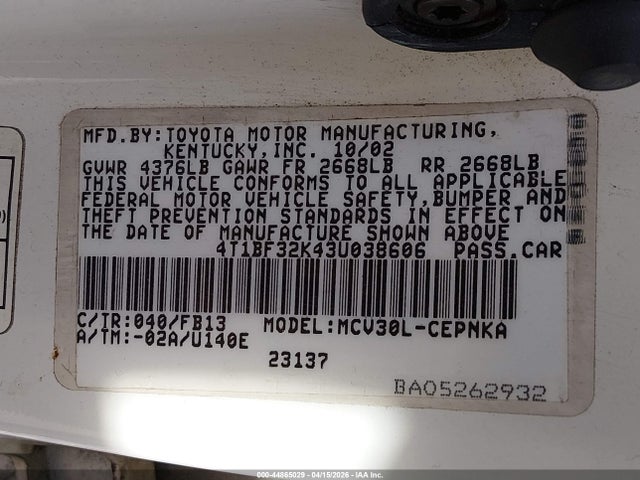 MFD.BY:TOYOTA MOTOR MANUFACTURING,
KENTUCKY,INC. 10/02
GVWR 4376LB GAWR FR 2668LB RR 2668LB
THIS VEHICLE CONFORMS TO ALL APPLICABLE
FEDERAL MOTOR VEHICLE SAFETY,BUMPER AND
THEFT PREVENTION STANDARDS IN EFFECT ON
THE DATE OF MANUFACTURE SHOWN ABOVE
4T1BF32K43U038606 PASS.CAR
C/TR:040/FB13 MODEL:MCV30L-CEPNKA
A/TM:-02A/U140E
23137
BA05262932
000-44865029 - 04/15/2026 - IAA Inc.